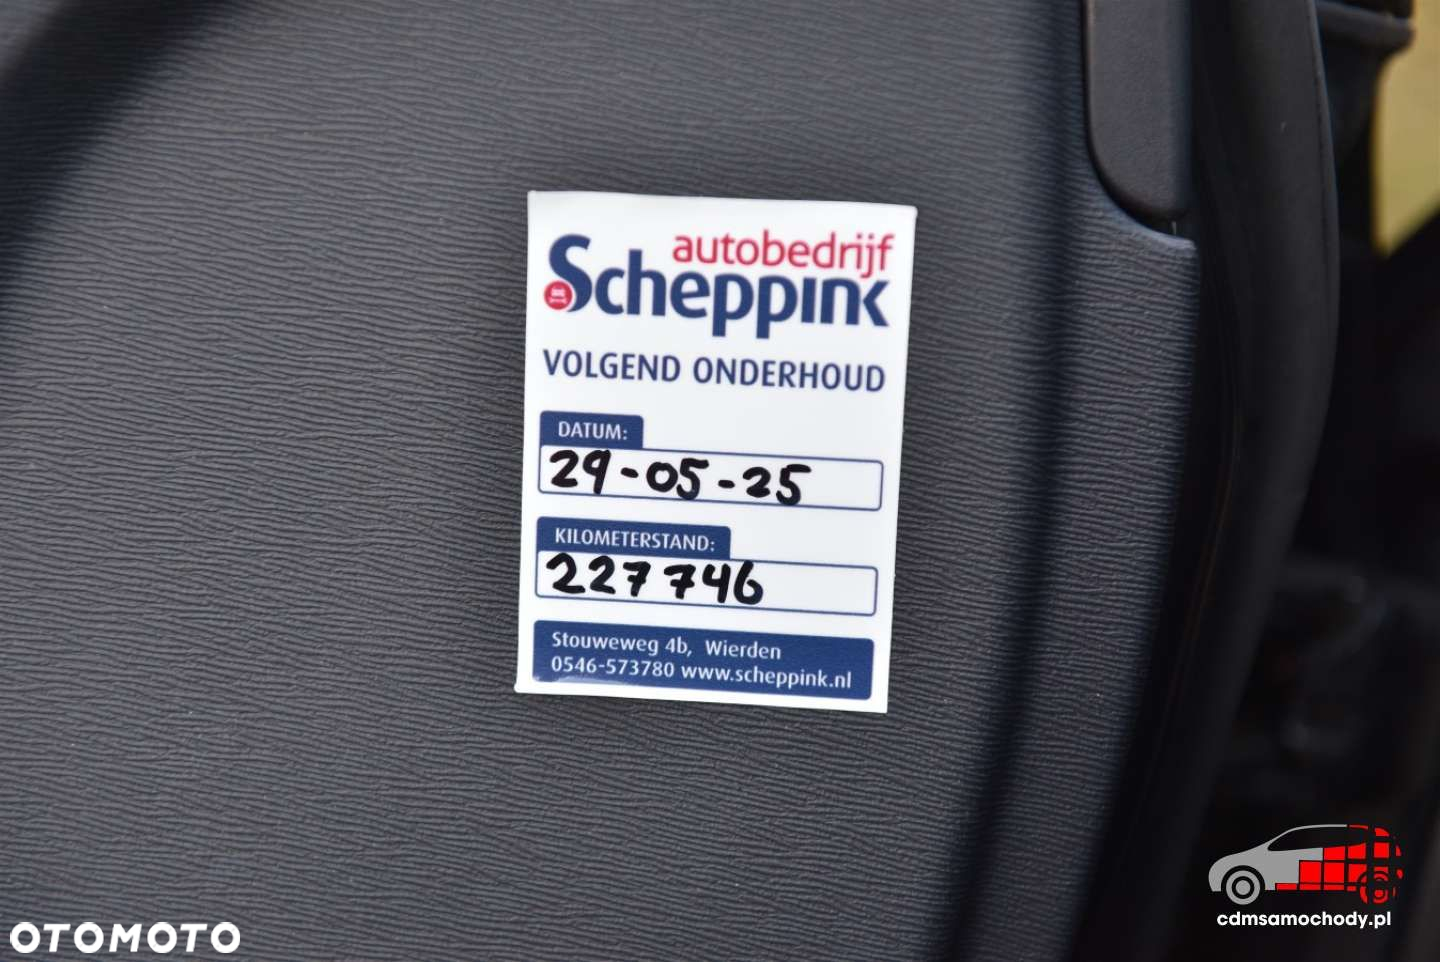 autobedrijf
Scheppink
VOLGEND ONDERHOUD
DATUM:
29-05-25
KILOMETERSTAND:
227746
Stouweweg 4b, Wierden
0546-573780 www.scheppink.nl
OTOMOTO
cdmsamochody.pl